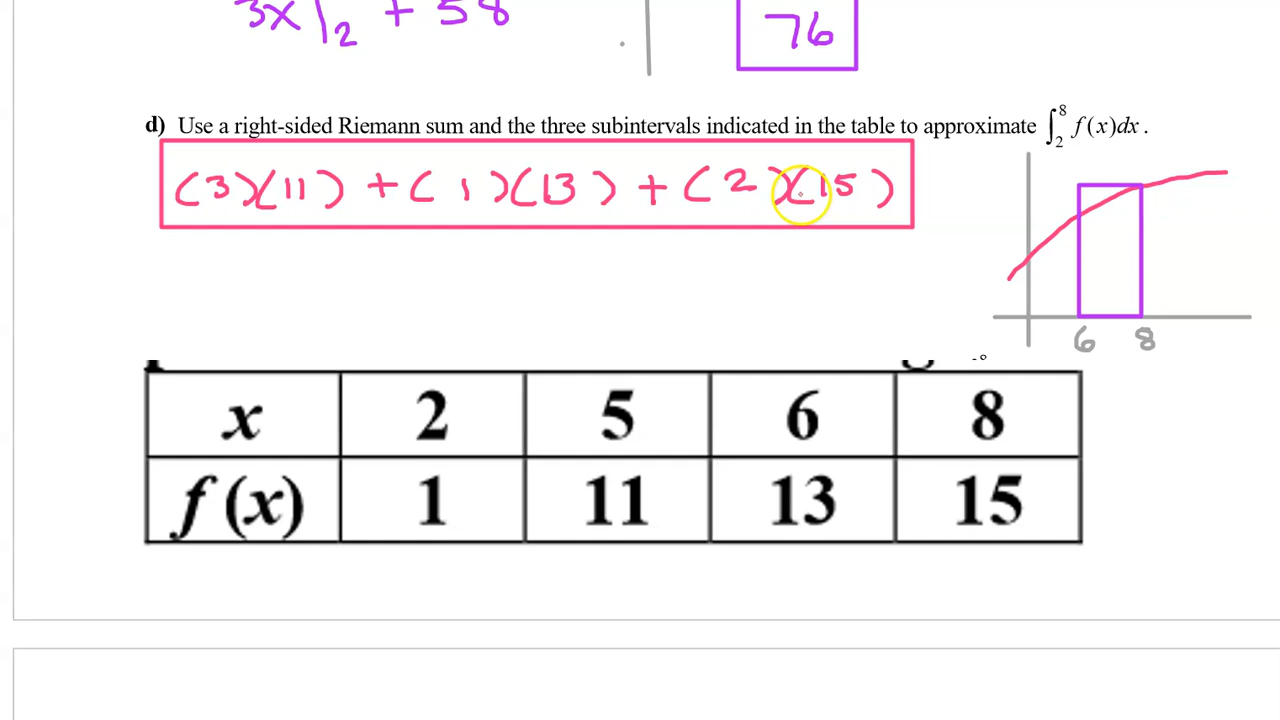 3x|₂ + 58
76
d) Use a right-sided Riemann sum and the three subintervals indicated in the table to approximate ∫₂⁸ f(x)dx.
(3)(11) + (1)(13) + (2)(15)
6 8
8
x 2 5 6 8
f(x) 1 11 13 15